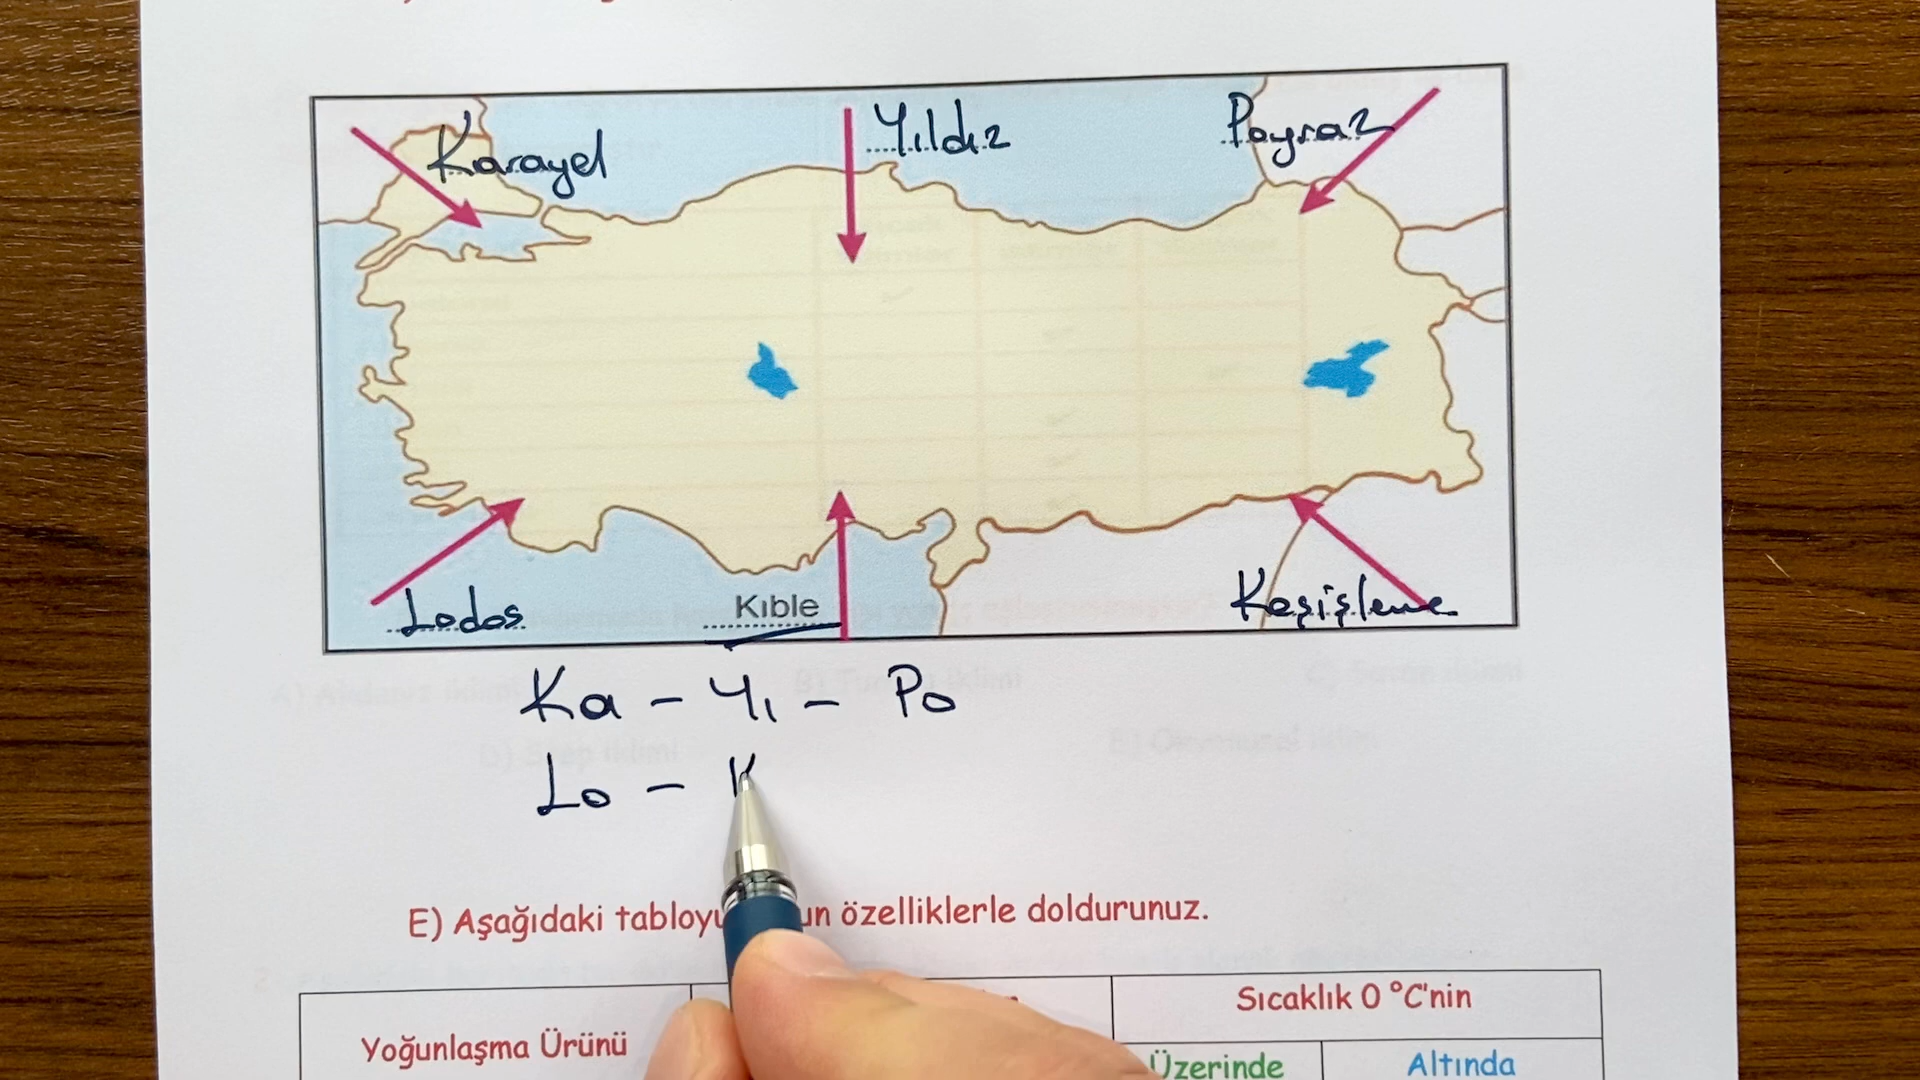 Karayel
Yıldız
Poyraz
Lodos
Kıble
Keşişleme
Ka - Yı - Po
Lo - K
E) Aşağıdaki tabloyu un özelliklerle doldurunuz.
Yoğunlaşma Ürünü
Sıcaklık 0 °C'nin
Üzerinde
Altında